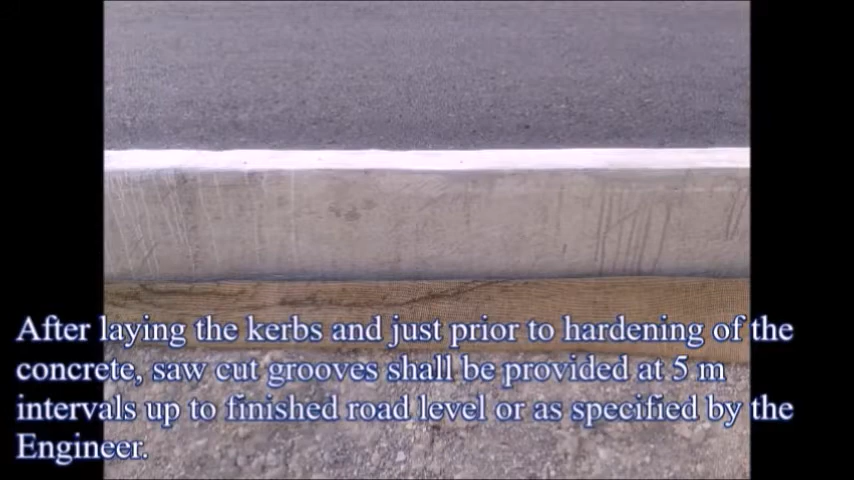 After laying the kerbs and just prior to hardening of the
concrete, saw cut grooves shall be provided at 5 m
intervals up to finished road level or as specified by the
Engineer.